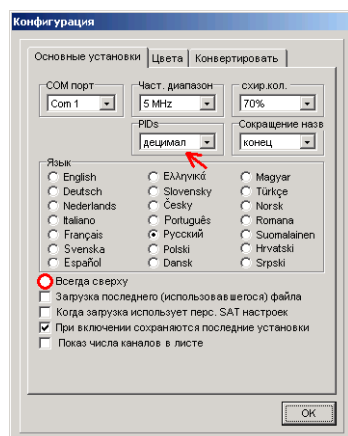 Конфигурация
Основные установки Цвета Конвертировать
COM порт Част. диапазон схир.кол.
Com 1 5 MHz 70%
PIDs Сокращение назв
децимал конец
Язык
English Ελληνικά Magyar
Deutsch Slovensky Türkçe
Nederlands Česky Norsk
Italiano Português Romana
Français Русский Suomalainen
Svenska Polski Hrvatski
Español Dansk Srpski
Всегда сверху
Загрузка последнего (использовавшегося) файла
Когда загрузка использует перс. SAT настроек
При включении сохраняются последние установки
Показ числа каналов в листе
OK